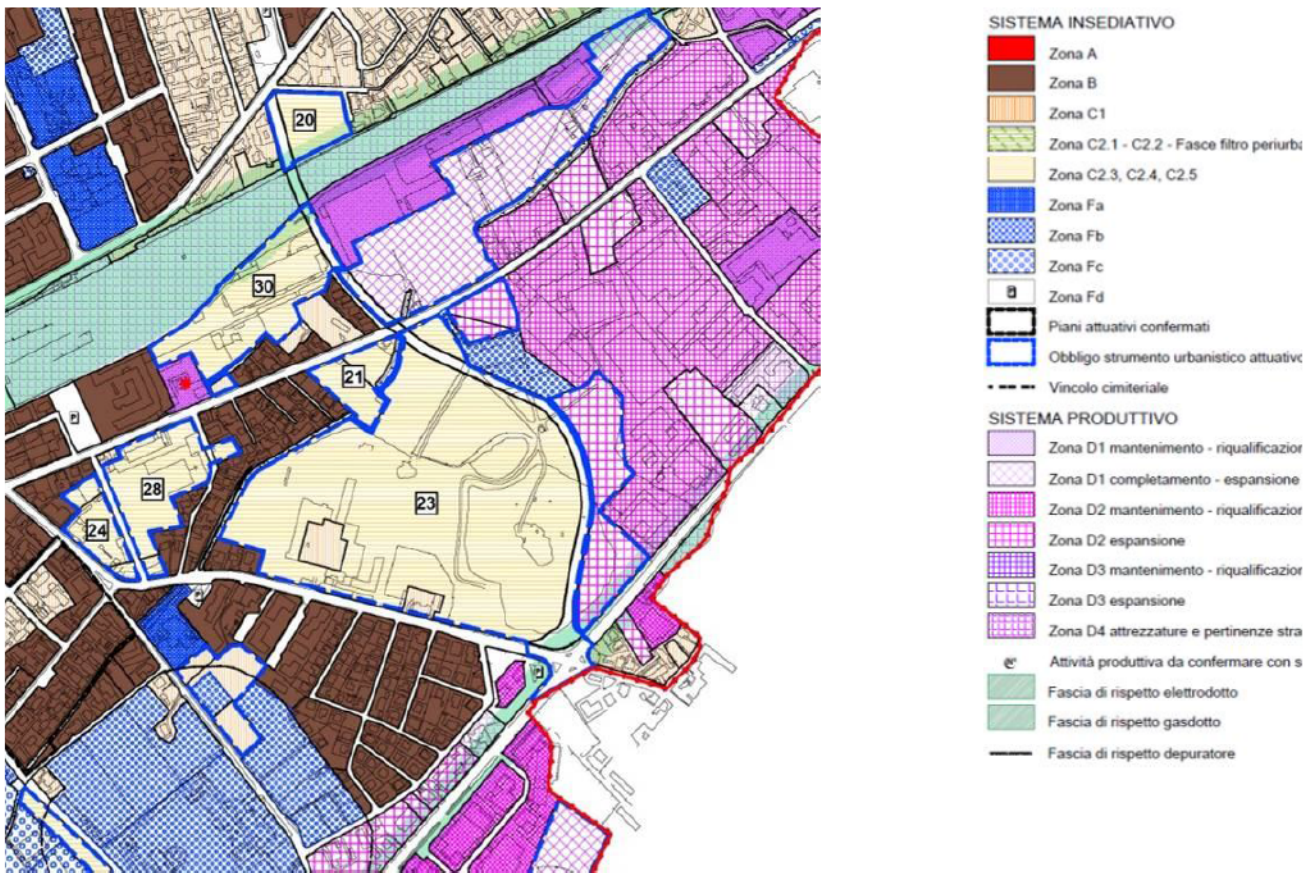 20
30
21
23
28
24
P
P
SISTEMA INSEDIATIVO
Zona A
Zona B
Zona C1
Zona C2.1 - C2.2 - Fasce filtro periurba
Zona C2.3, C2.4, C2.5
Zona Fa
Zona Fb
Zona Fc
P
Zona Fd
Piani attuativi confermati
Obbligo strumento urbanistico attuativo
Vincolo cimiteriale
SISTEMA PRODUTTIVO
Zona D1 mantenimento - riqualificazion
Zona D1 completamento - espansione
Zona D2 mantenimento - riqualificazion
Zona D2 espansione
Zona D3 mantenimento - riqualificazion
Zona D3 espansione
Zona D4 attrezzature e pertinenze stra
Attività produttiva da confermare con s
Fascia di rispetto elettrodotto
Fascia di rispetto gasdotto
Fascia di rispetto depuratore